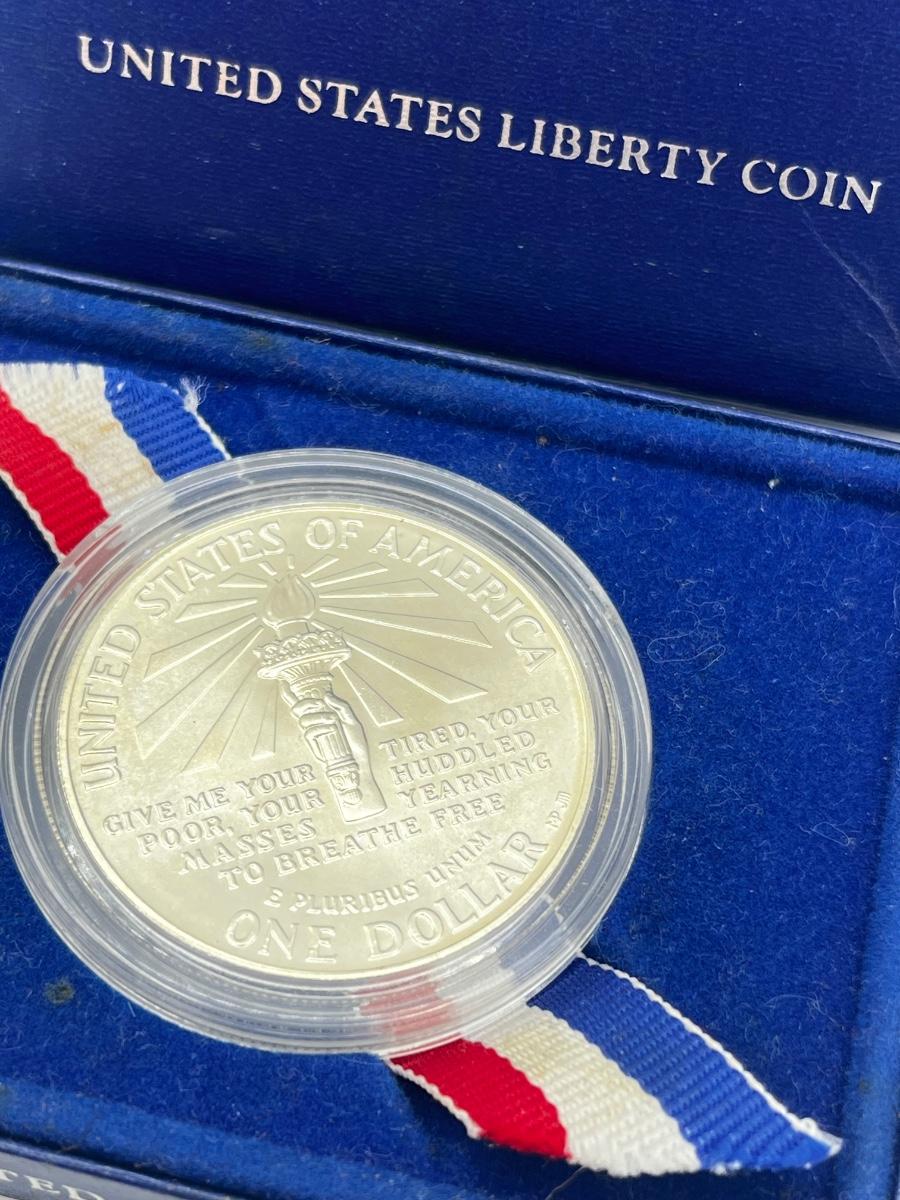 UNITED STATES LIBERTY COIN
UNITED STATES OF AMERICA
GIVE ME YOUR TIRED, YOUR
POOR, YOUR HUDDLED
MASSES YEARNING
TO BREATHE FREE
E PLURIBUS UNUM
ONE DOLLAR